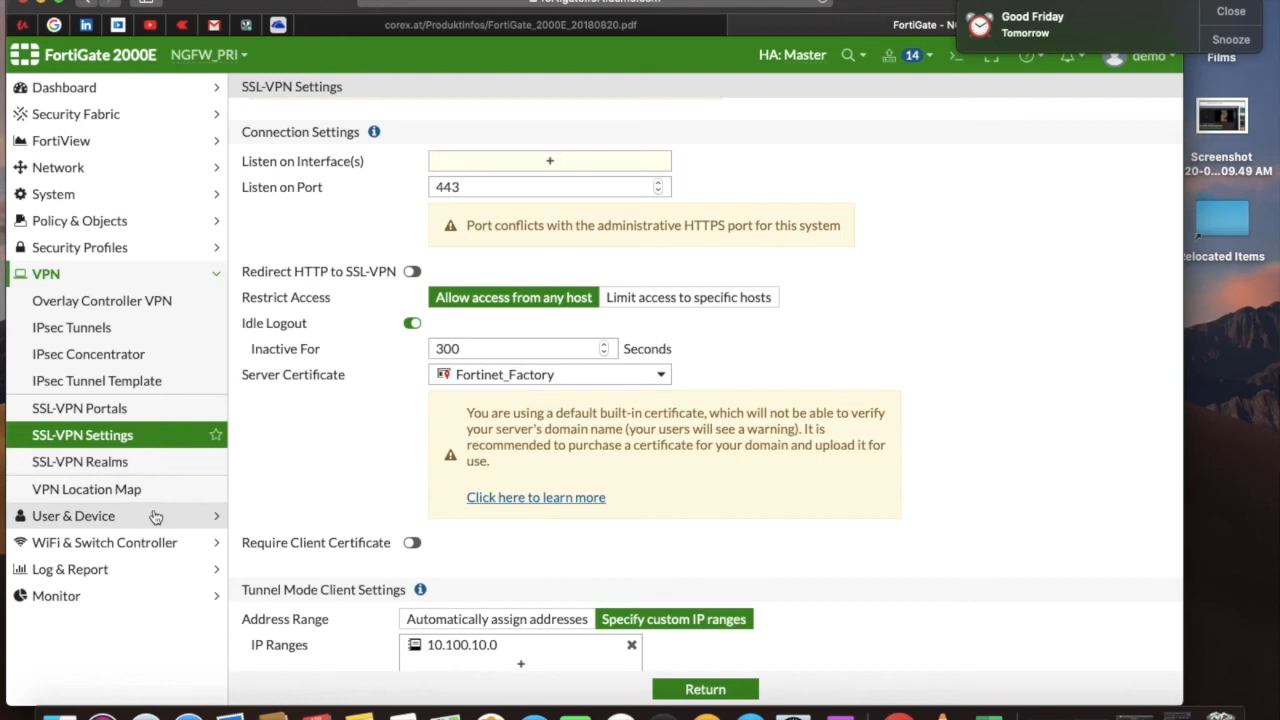 corex.at/Produktinfos/FortiGate_2000E_20180820.pdf
Good Friday
Tomorrow
Close
Snooze
FortiGate 2000E
NGFW_PRI
HA: Master
14
demo
Films
Screenshot
20-0...09.49 AM
elocated Items
Dashboard
Security Fabric
FortiView
Network
System
Policy & Objects
Security Profiles
VPN
Overlay Controller VPN
IPsec Tunnels
IPsec Concentrator
IPsec Tunnel Template
SSL-VPN Portals
SSL-VPN Settings
SSL-VPN Realms
VPN Location Map
User & Device
WiFi & Switch Controller
Log & Report
Monitor
SSL-VPN Settings
Connection Settings
Listen on Interface(s)
+
Listen on Port
443
Port conflicts with the administrative HTTPS port for this system
Redirect HTTP to SSL-VPN
Restrict Access
Allow access from any host
Limit access to specific hosts
Idle Logout
Inactive For
300
Seconds
Server Certificate
Fortinet_Factory
You are using a default built-in certificate, which will not be able to verify
your server's domain name (your users will see a warning). It is
recommended to purchase a certificate for your domain and upload it for
use.
Click here to learn more
Require Client Certificate
Tunnel Mode Client Settings
Address Range
Automatically assign addresses
Specify custom IP ranges
IP Ranges
10.100.10.0
+
Return